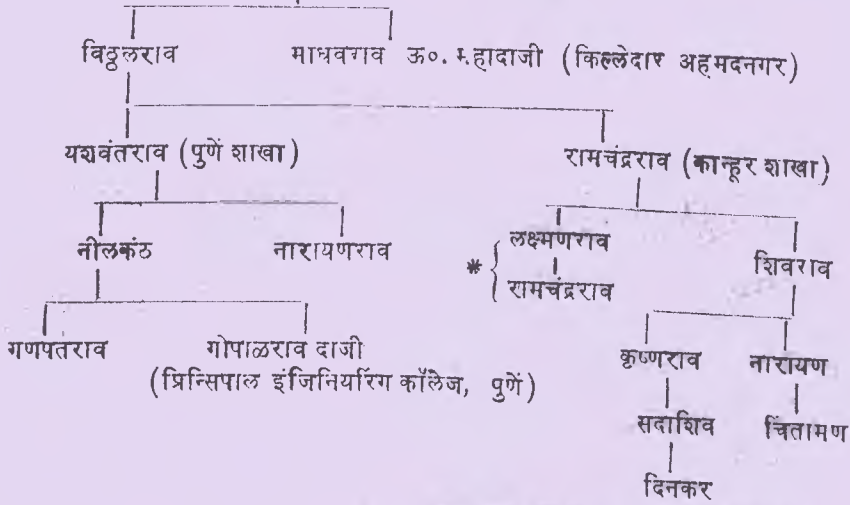 विठ्ठलराव माधवराव ऊ०. महादाजी (किल्लेदार अहमदनगर)
यशवंतराव (पुणें शाखा) रामचंद्रराव (कान्हूर शाखा)
नीलकंठ नारायणराव * लक्ष्मणराव शिवराव
रामचंद्रराव
गणपतराव गोपाळराव दाजी कृष्णराव नारायण
(प्रिन्सिपाल इंजिनियरिंग कॉलेज, पुणें)
सदाशिव चिंतामण
दिनकर